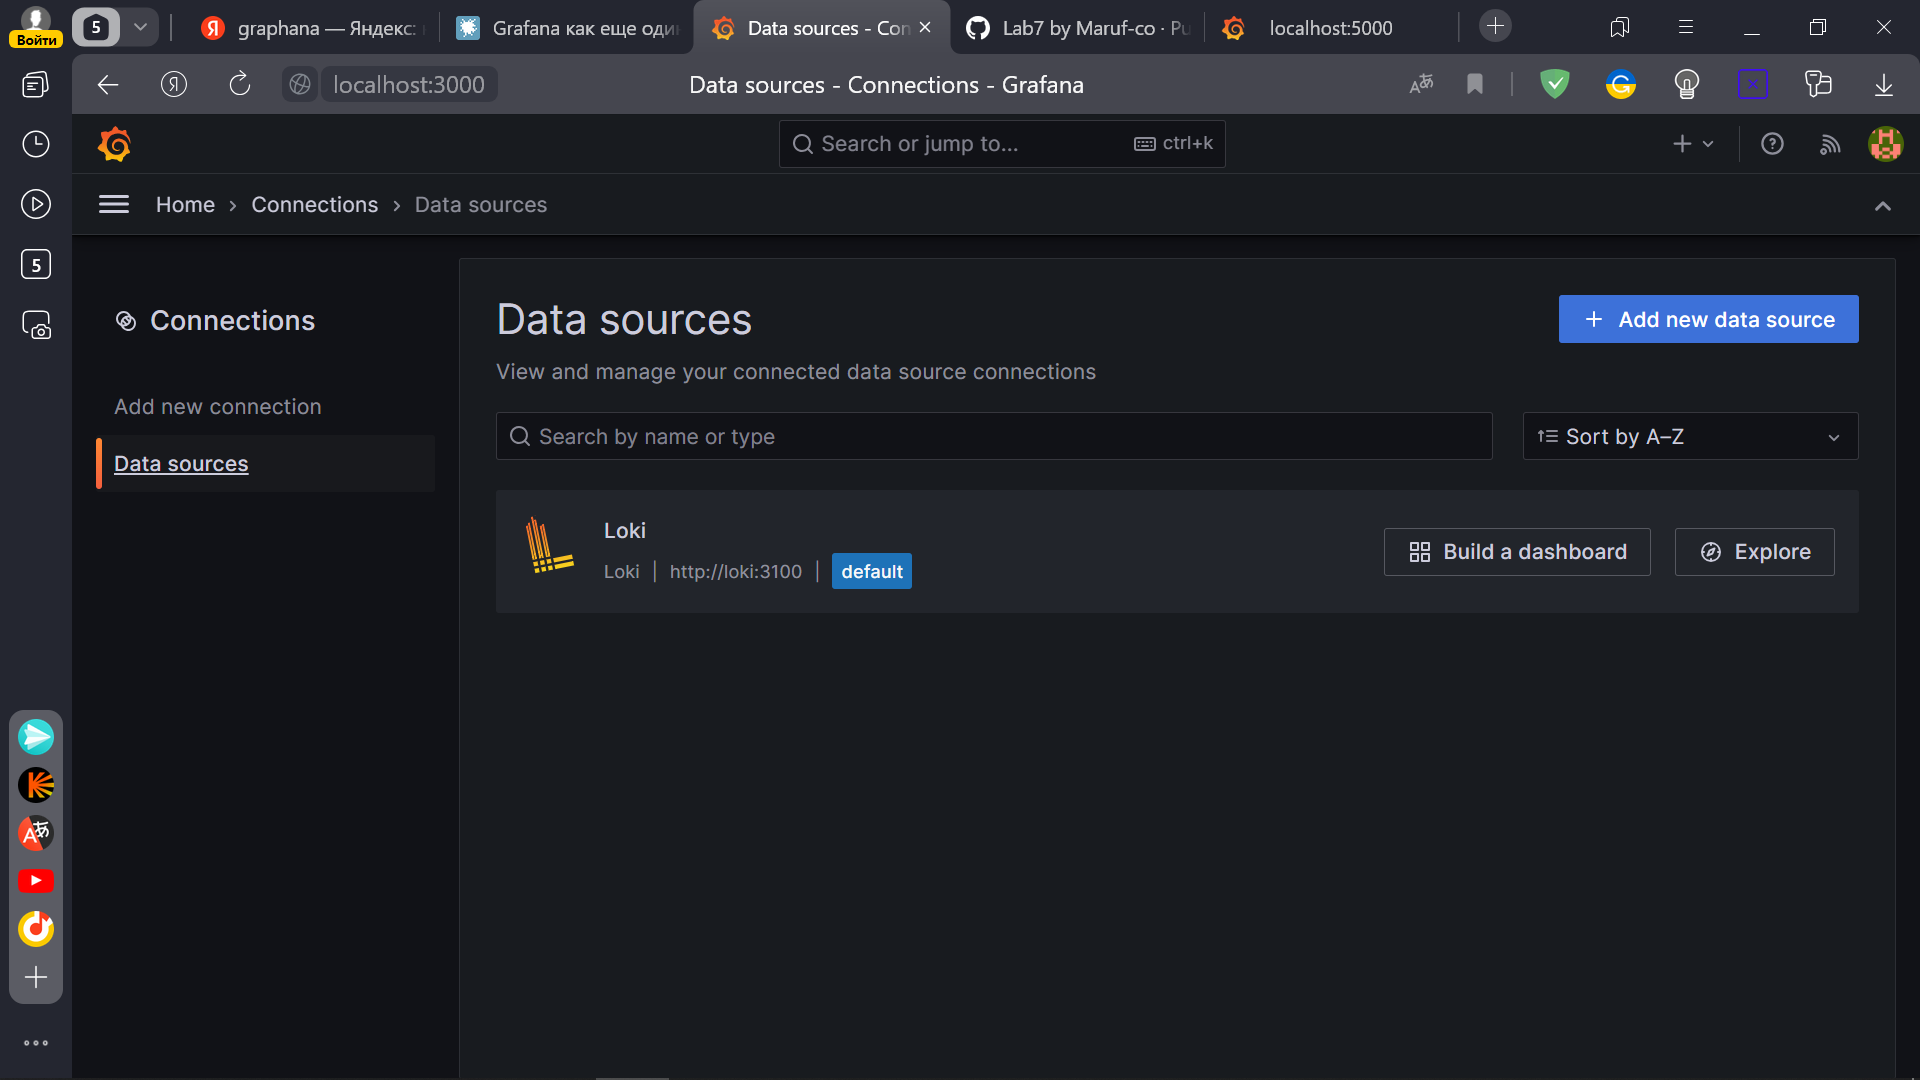 Войти
5
graphana — Яндекс:
Grafana как еще оди
Data sources - Con
Lab7 by Maruf-co · Pu
localhost:5000
localhost:3000
Data sources - Connections - Grafana
Search or jump to...
ctrl+k
Home › Connections › Data sources
5
Connections
Add new connection
Data sources
Data sources
Add new data source
View and manage your connected data source connections
Search by name or type
Sort by A–Z
Loki
Loki | http://loki:3100 | default
Build a dashboard
Explore